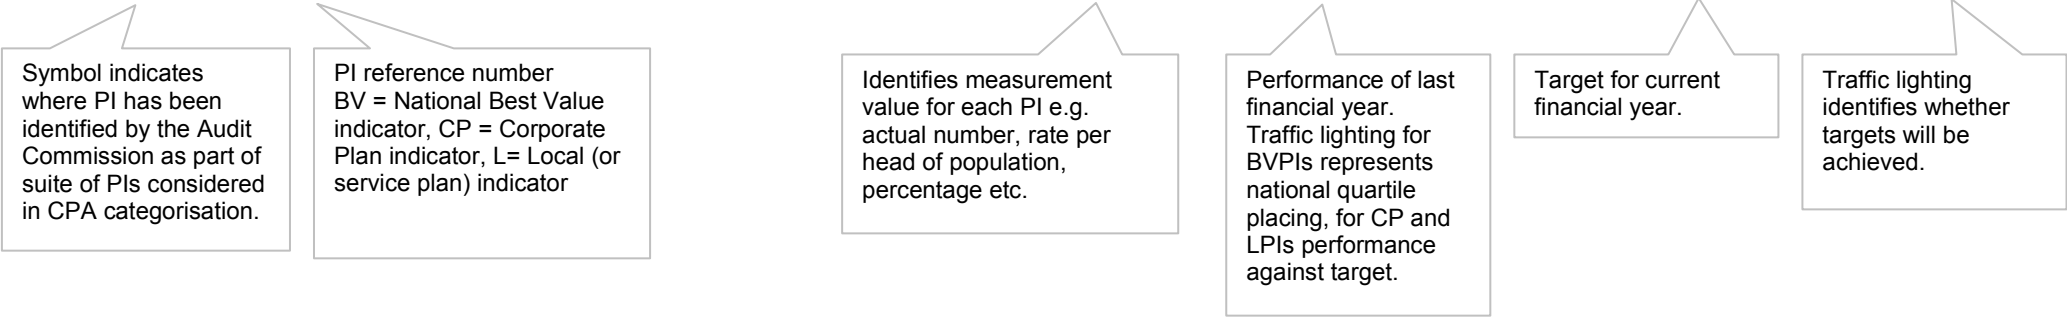 Symbol indicates
where PI has been
identified by the Audit
Commission as part of
suite of PIs considered
in CPA categorisation.
PI reference number
BV = National Best Value
indicator, CP = Corporate
Plan indicator, L= Local (or
service plan) indicator
Identifies measurement
value for each PI e.g.
actual number, rate per
head of population,
percentage etc.
Performance of last
financial year.
Traffic lighting for
BVPIs represents
national quartile
placing, for CP and
LPIs performance
against target.
Target for current
financial year.
Traffic lighting
identifies whether
targets will be
achieved.